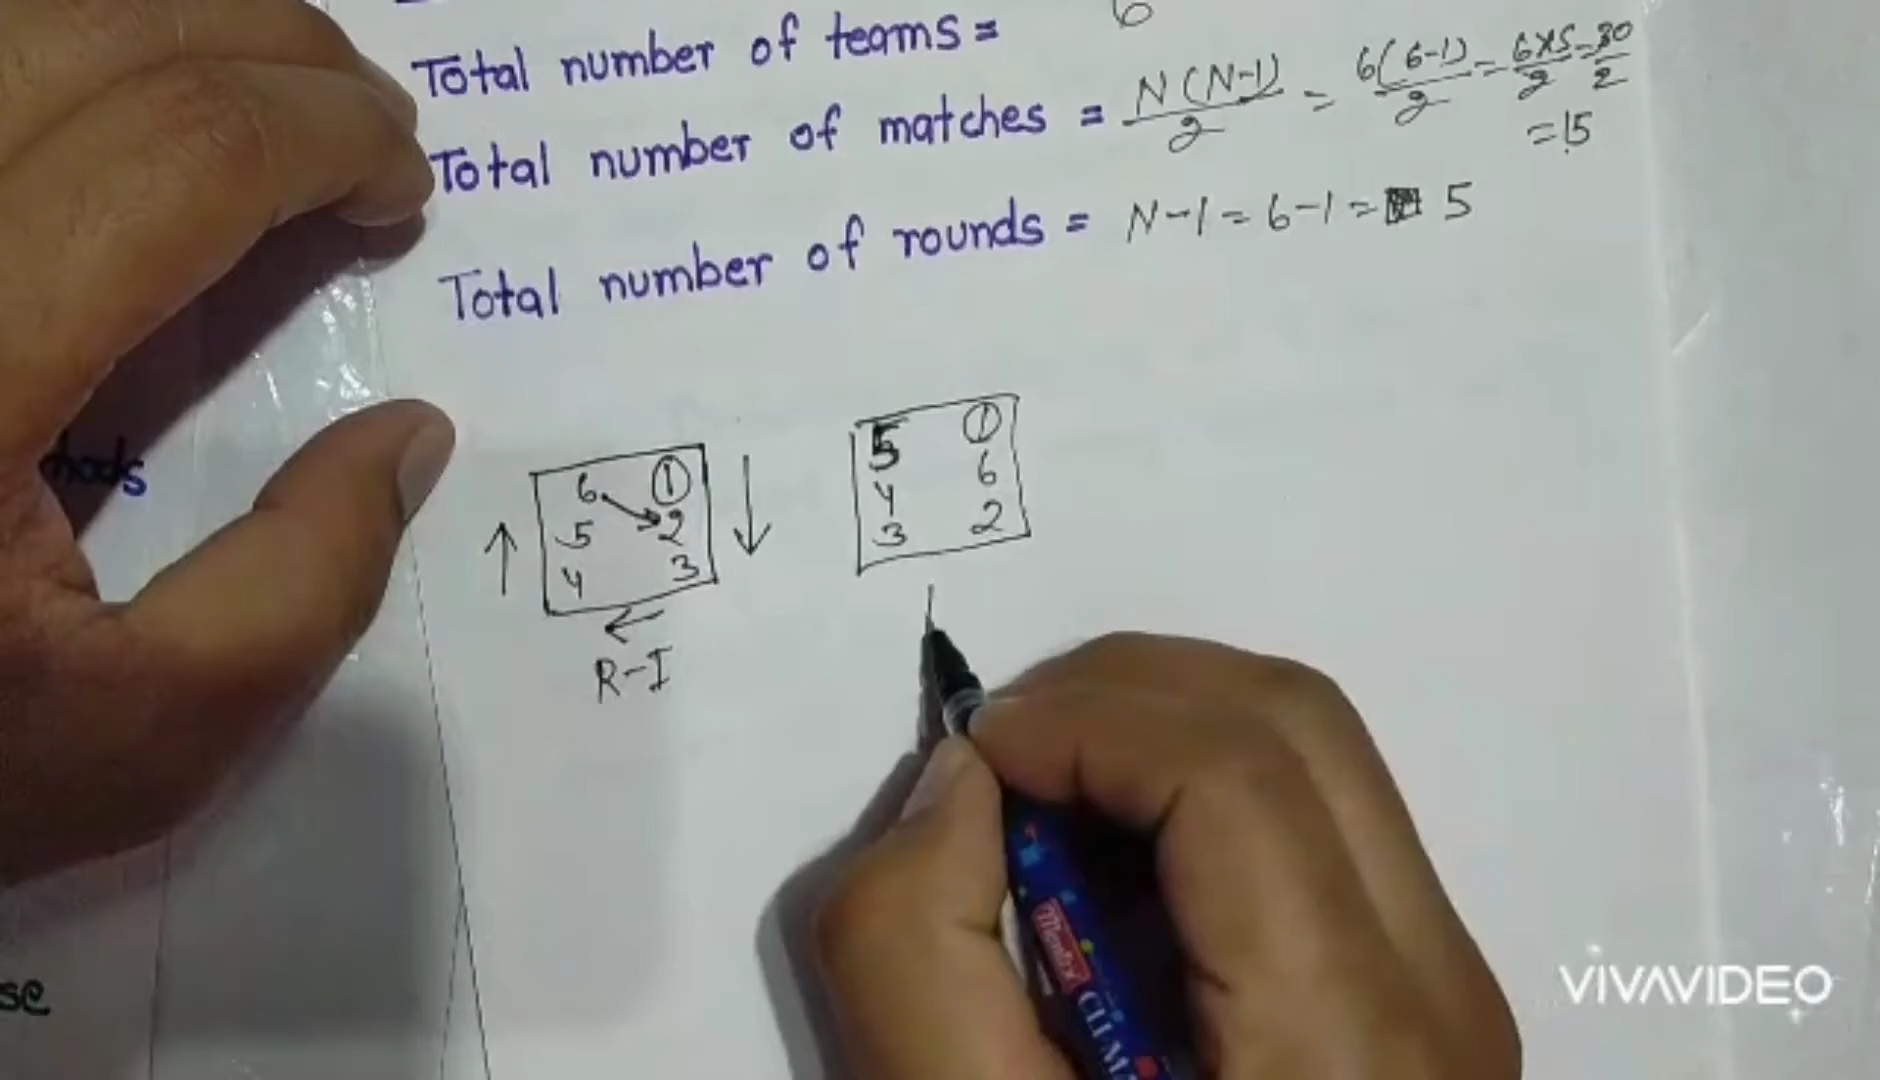 Total number of teams = 6
Total number of matches = N(N-1)/2 = 6(6-1)/2 = 6x5/2 = 30/2
= 15
Total number of rounds = N-1 = 6-1 = 5
6 ①
5 2
4 3
R-I
5 ①
4 6
3 2
hods
se
Montex
VIVAVIDEO